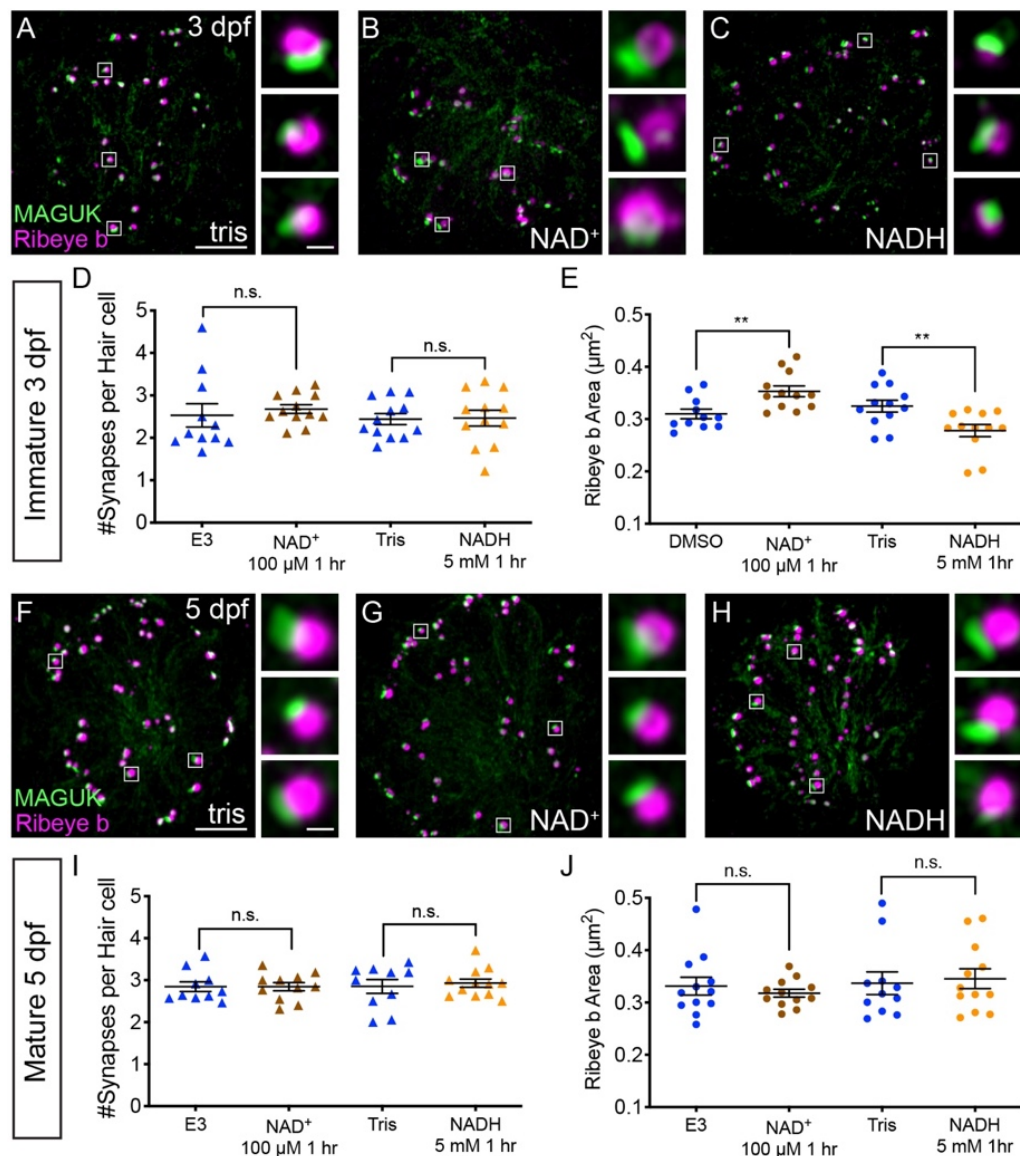 A
3 dpf
MAGUK
Ribeye b
tris
B
NAD⁺
C
NADH
Immature 3 dpf
D
#Synapses per Hair cell
5
4
3
2
1
0
n.s.
n.s.
E3
NAD⁺
100 µM 1 hr
Tris
NADH
5 mM 1 hr
E
Ribeye b Area (µm²)
0.5
0.4
0.3
0.2
0.1
**
**
DMSO
NAD⁺
100 µM 1 hr
Tris
NADH
5 mM 1hr
F
5 dpf
MAGUK
Ribeye b
tris
G
NAD⁺
H
NADH
Mature 5 dpf
I
#Synapses per Hair cell
5
4
3
2
1
0
n.s.
n.s.
E3
NAD⁺
100 µM 1 hr
Tris
NADH
5 mM 1 hr
J
Ribeye b Area (µm²)
0.5
0.4
0.3
0.2
0.1
n.s.
n.s.
E3
NAD⁺
100 µM 1 hr
Tris
NADH
5 mM 1hr